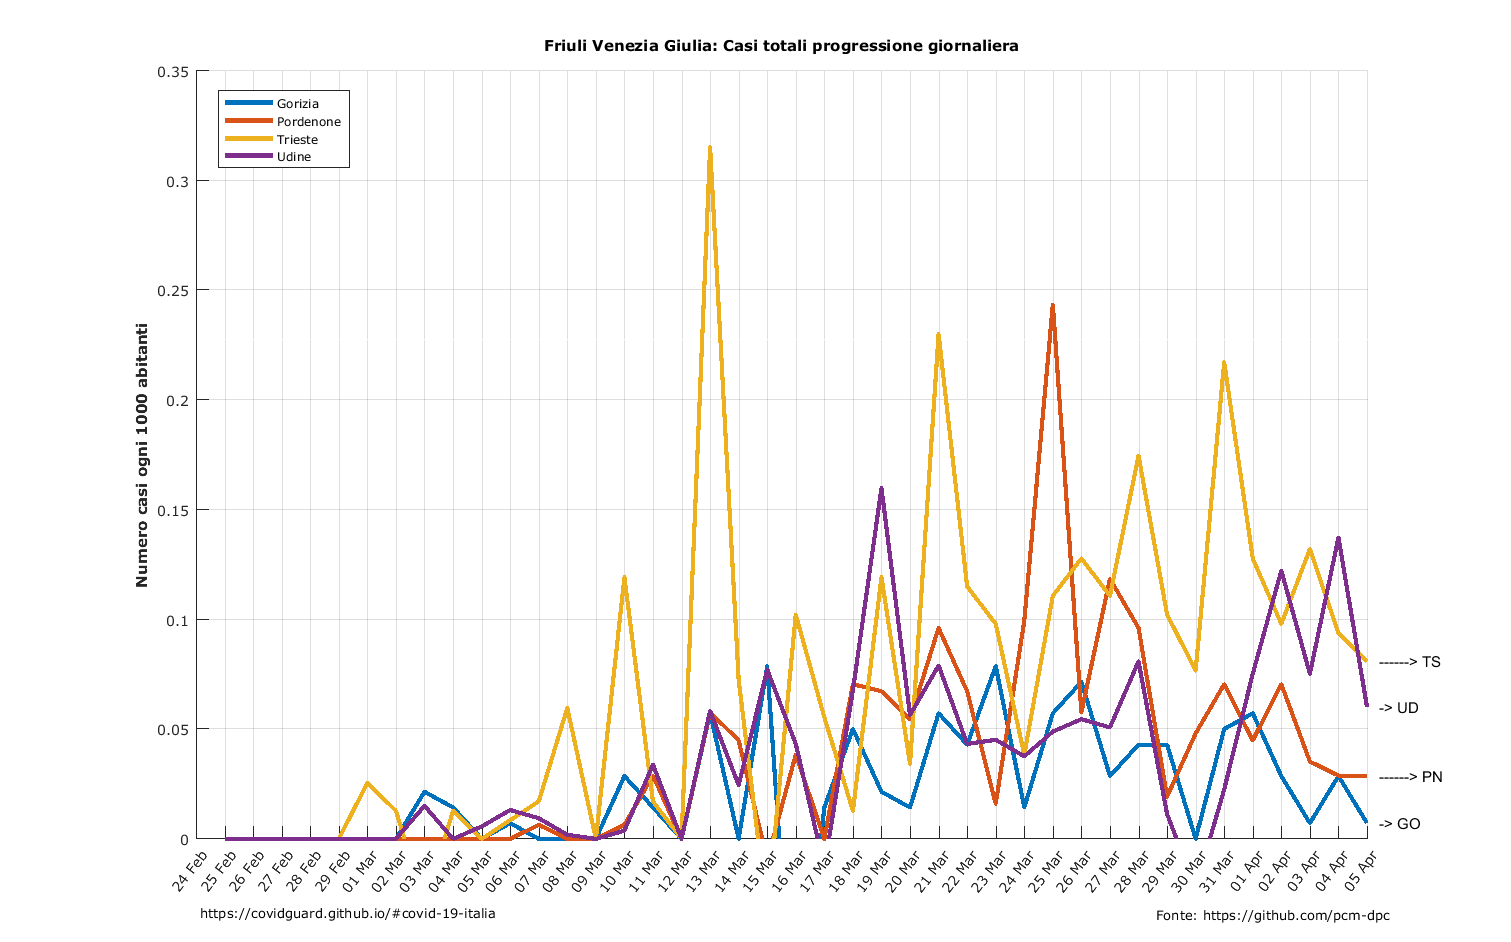 Friuli Venezia Giulia: Casi totali progressione giornaliera
Numero casi ogni 1000 abitanti
0.35
0.3
0.25
0.2
0.15
0.1
0.05
0
Gorizia
Pordenone
Trieste
Udine
------> TS
-> UD
------> PN
-> GO
24 Feb
25 Feb
26 Feb
27 Feb
28 Feb
29 Feb
01 Mar
02 Mar
03 Mar
04 Mar
05 Mar
06 Mar
07 Mar
08 Mar
09 Mar
10 Mar
11 Mar
12 Mar
13 Mar
14 Mar
15 Mar
16 Mar
17 Mar
18 Mar
19 Mar
20 Mar
21 Mar
22 Mar
23 Mar
24 Mar
25 Mar
26 Mar
27 Mar
28 Mar
29 Mar
30 Mar
31 Mar
01 Apr
02 Apr
03 Apr
04 Apr
05 Apr
https://covidguard.github.io/#covid-19-italia
Fonte: https://github.com/pcm-dpc